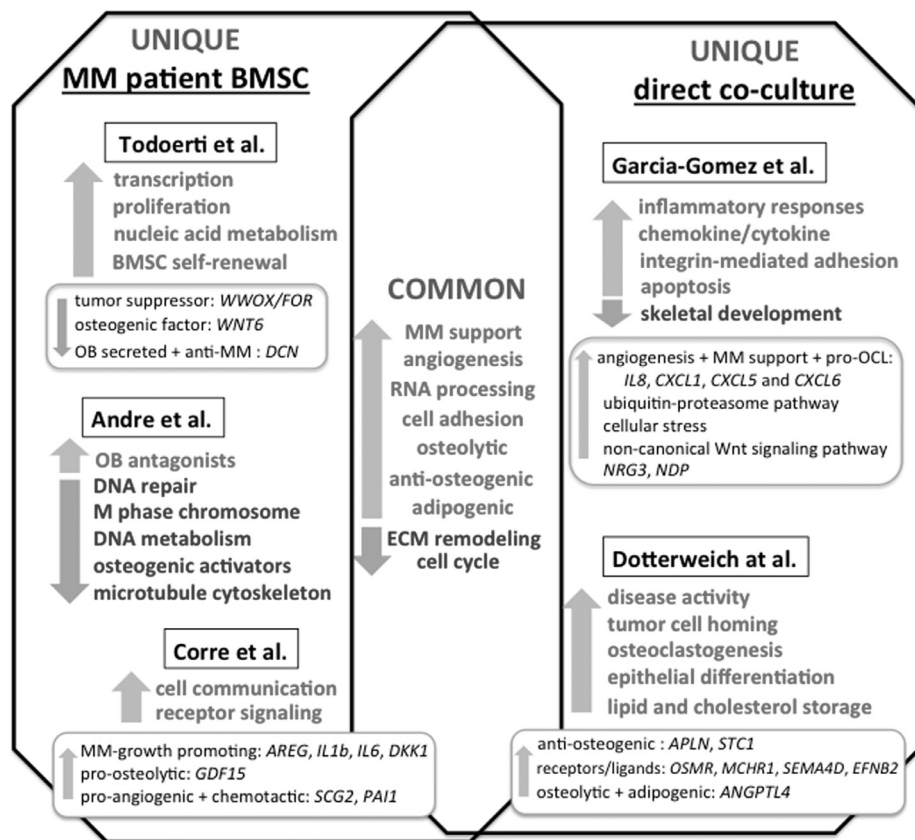 UNIQUE
MM patient BMSC
Todoerti et al.
transcription
proliferation
nucleic acid metabolism
BMSC self-renewal
tumor suppressor: WWOX/FOR
osteogenic factor: WNT6
OB secreted + anti-MM : DCN
Andre et al.
OB antagonists
DNA repair
M phase chromosome
DNA metabolism
osteogenic activators
microtubule cytoskeleton
Corre et al.
cell communication
receptor signaling
MM-growth promoting: AREG, IL1b, IL6, DKK1
pro-osteolytic: GDF15
pro-angiogenic + chemotactic: SCG2, PAI1
COMMON
MM support
angiogenesis
RNA processing
cell adhesion
osteolytic
anti-osteogenic
adipogenic
ECM remodeling
cell cycle
UNIQUE
direct co-culture
Garcia-Gomez et al.
inflammatory responses
chemokine/cytokine
integrin-mediated adhesion
apoptosis
skeletal development
angiogenesis + MM support + pro-OCL:
IL8, CXCL1, CXCL5 and CXCL6
ubiquitin-proteasome pathway
cellular stress
non-canonical Wnt signaling pathway
NRG3, NDP
Dotterweich at al.
disease activity
tumor cell homing
osteoclastogenesis
epithelial differentiation
lipid and cholesterol storage
anti-osteogenic : APLN, STC1
receptors/ligands: OSMR, MCHR1, SEMA4D, EFNB2
osteolytic + adipogenic: ANGPTL4